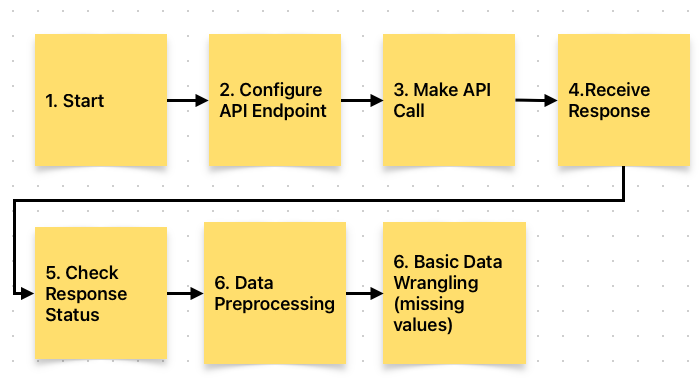 1. Start
2. Configure
API Endpoint
3. Make API
Call
4.Receive
Response
5. Check
Response
Status
6. Data
Preprocessing
6. Basic Data
Wrangling
(missing
values)